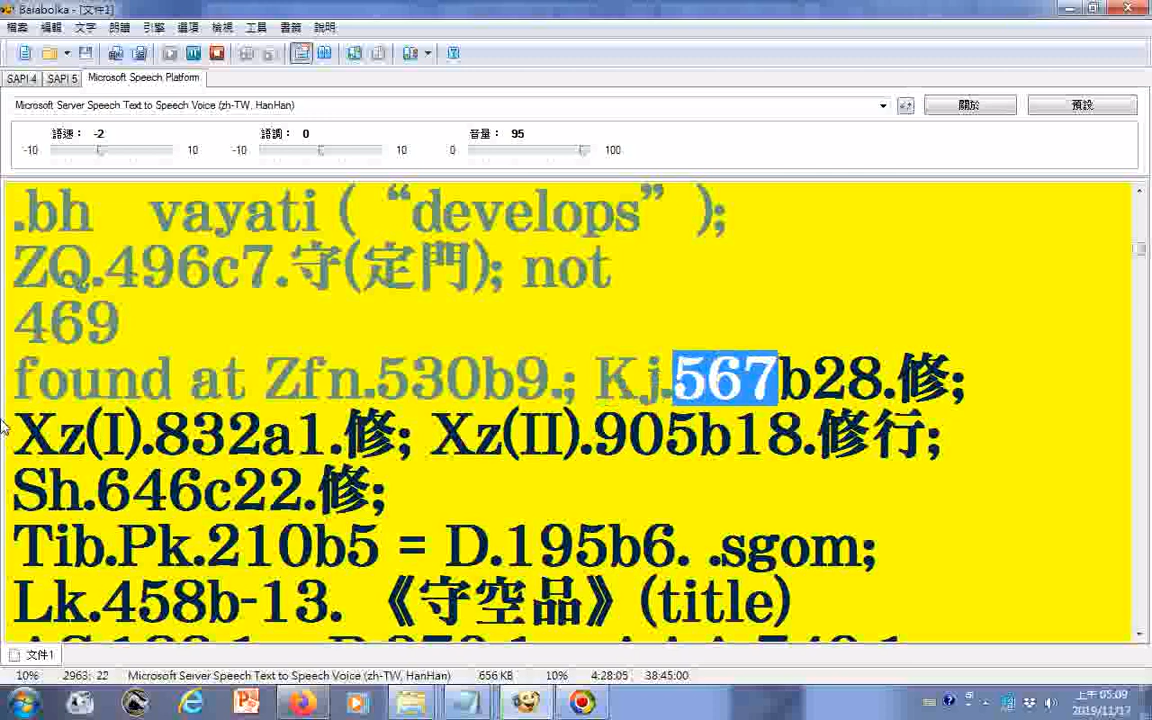 Balabolka - [文件1]
檔案 編輯 文字 朗讀 引擎 選項 檢視 工具 書籤 說明
SAPI 4 SAPI 5 Microsoft Speech Platform
Microsoft Server Speech Text to Speech Voice (zh-TW, HanHan) 關於 預設
語速: -2 語調: 0 音量: 95
-10 10 -10 10 0 100
.bh vayati (“develops”);
ZQ.496c7.守(定門); not
469
found at Zfn.530b9.; Kj.567b28.修;
Xz(I).832a1.修; Xz(II).905b18.修行;
Sh.646c22.修;
Tib.Pk.210b5 = D.195b6. .sgom;
Lk.458b-13. 《守空品》(title)
文件1
10% 2963; 22 Microsoft Server Speech Text to Speech Voice (zh-TW, HanHan) 656 KB 10% 4:28:05 38:45:00
上午 05:09
2019/11/17